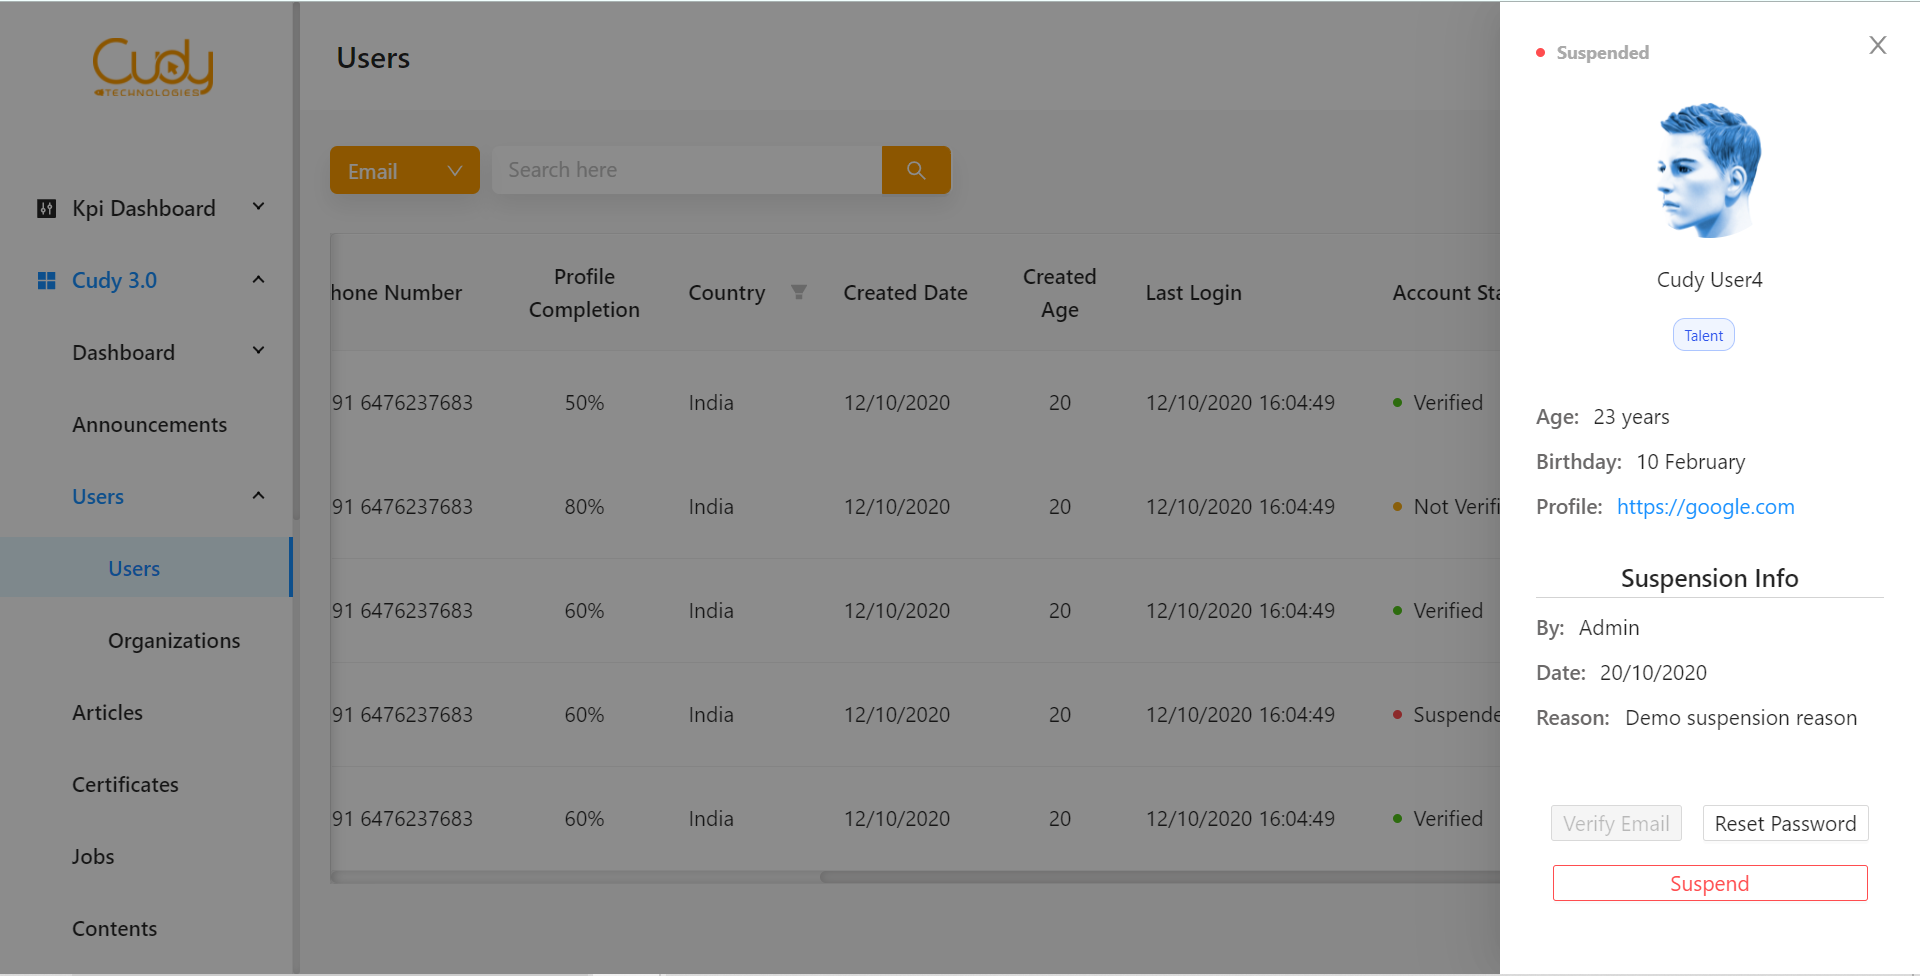 Cudy
TECHNOLOGIES
Kpi Dashboard
Cudy 3.0
Dashboard
Announcements
Users
Users
Organizations
Articles
Certificates
Jobs
Contents
Users
Email
Search here
hone Number Profile Completion Country Created Date Created Age Last Login Account Sta
91 6476237683 50% India 12/10/2020 20 12/10/2020 16:04:49 Verified
91 6476237683 80% India 12/10/2020 20 12/10/2020 16:04:49 Not Verifi
91 6476237683 60% India 12/10/2020 20 12/10/2020 16:04:49 Verified
91 6476237683 60% India 12/10/2020 20 12/10/2020 16:04:49 Suspende
91 6476237683 60% India 12/10/2020 20 12/10/2020 16:04:49 Verified
Suspended
Cudy User4
Talent
Age: 23 years
Birthday: 10 February
Profile: https://google.com
Suspension Info
By: Admin
Date: 20/10/2020
Reason: Demo suspension reason
Verify Email Reset Password
Suspend